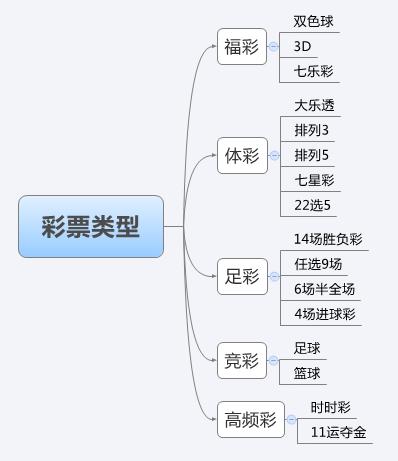 彩票类型
福彩
双色球
3D
七乐彩
体彩
大乐透
排列3
排列5
七星彩
22选5
足彩
14场胜负彩
任选9场
6场半全场
4场进球彩
竞彩
足球
篮球
高频彩
时时彩
11运夺金